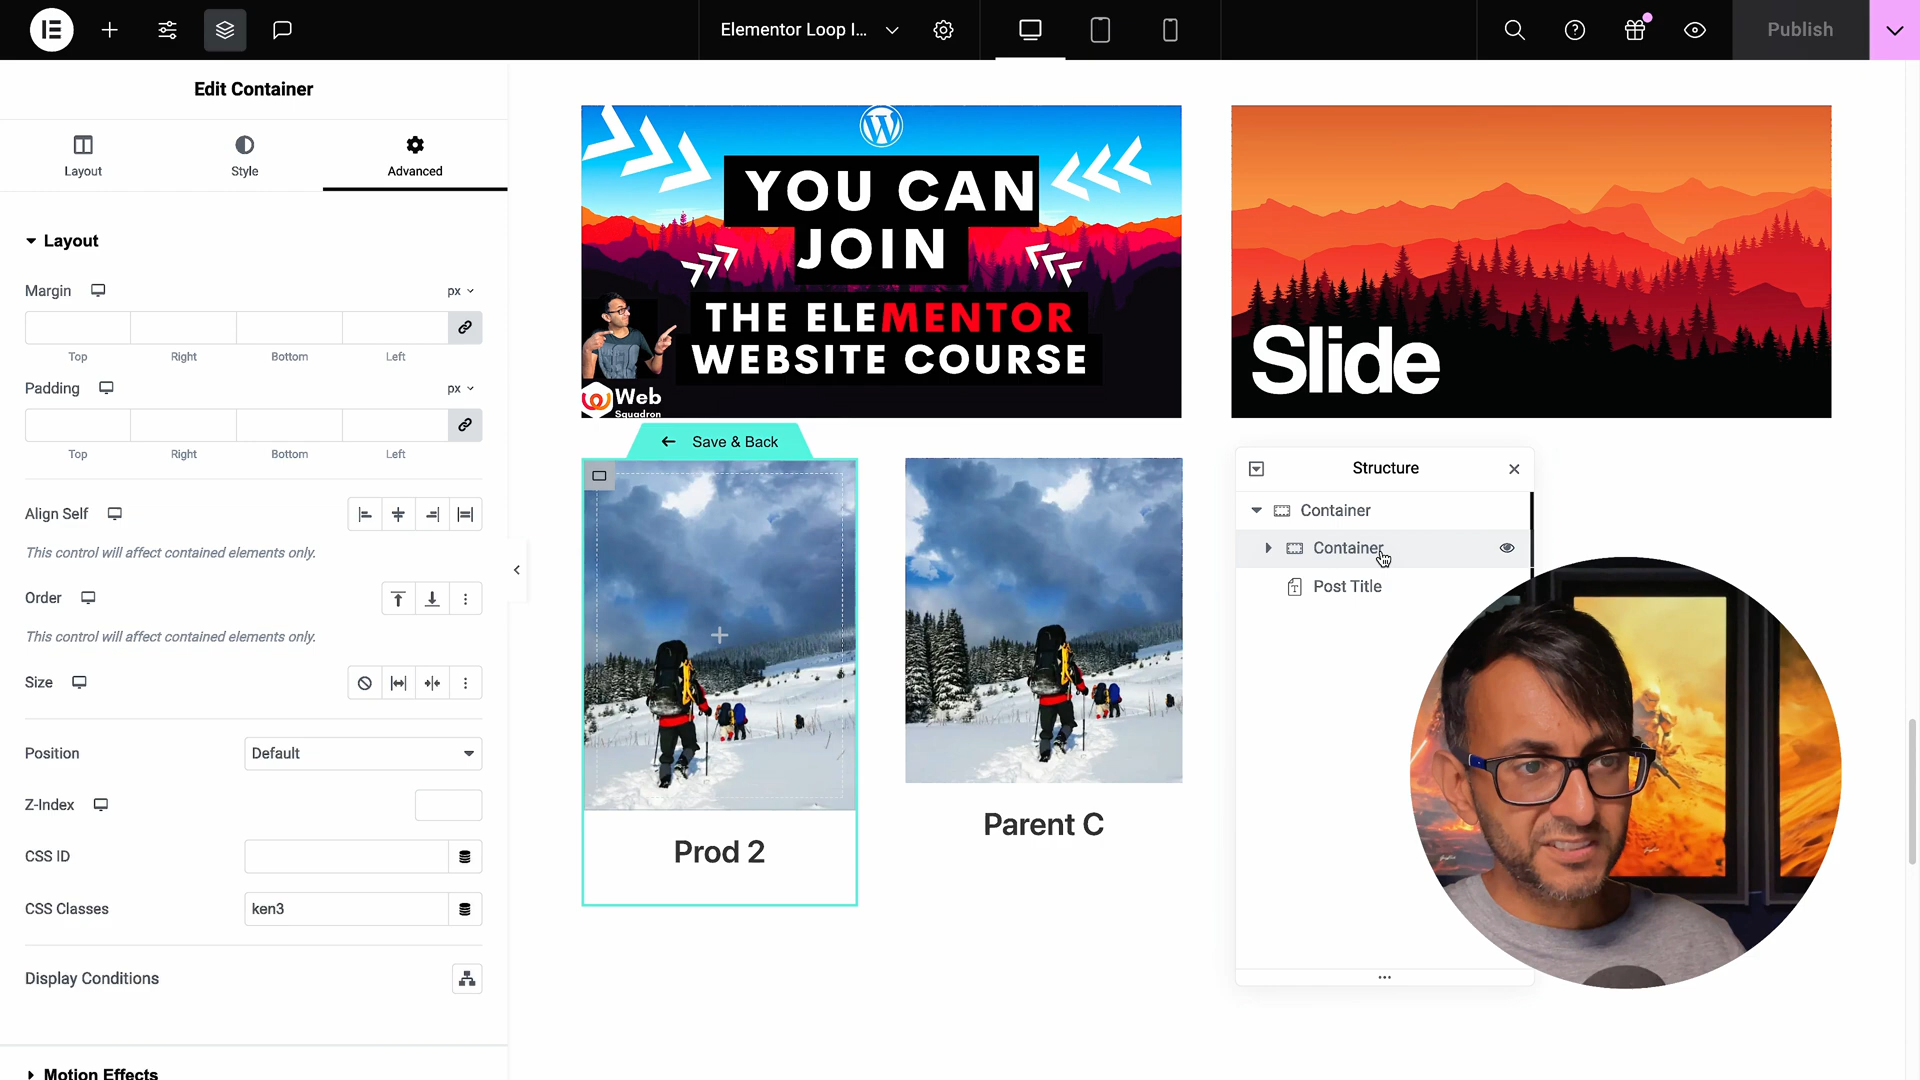 Elementor Loop I...
Publish
Edit Container
Layout
Style
Advanced
Layout
Margin
px
Top
Right
Bottom
Left
Padding
px
Top
Right
Bottom
Left
Align Self
This control will affect contained elements only.
Order
This control will affect contained elements only.
Size
Position
Default
Z-Index
CSS ID
CSS Classes
ken3
Display Conditions
Motion Effects
YOU CAN
JOIN
THE ELEMENTOR
WEBSITE COURSE
Web
Squadron
Slide
Save & Back
Prod 2
Parent C
Structure
Container
Container
Post Title